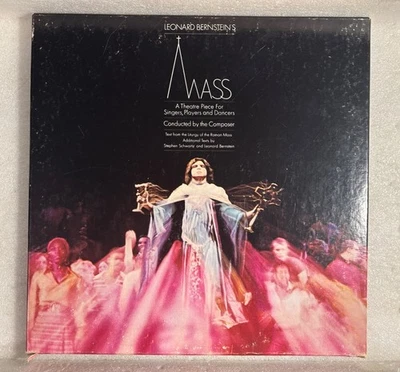 LEONARD BERNSTEIN'S
MASS
A Theatre Piece For
Singers, Players and Dancers
Conducted by the Composer
Text from the Liturgy of the Roman Mass
Additional Texts by
Stephen Schwartz and Leonard Bernstein